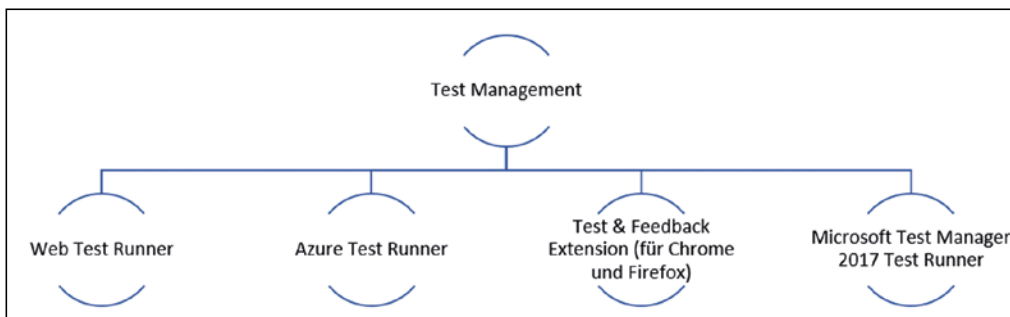 Test Management
Web Test Runner
Azure Test Runner
Test & Feedback
Extension (für Chrome
und Firefox)
Microsoft Test Manager
2017 Test Runner